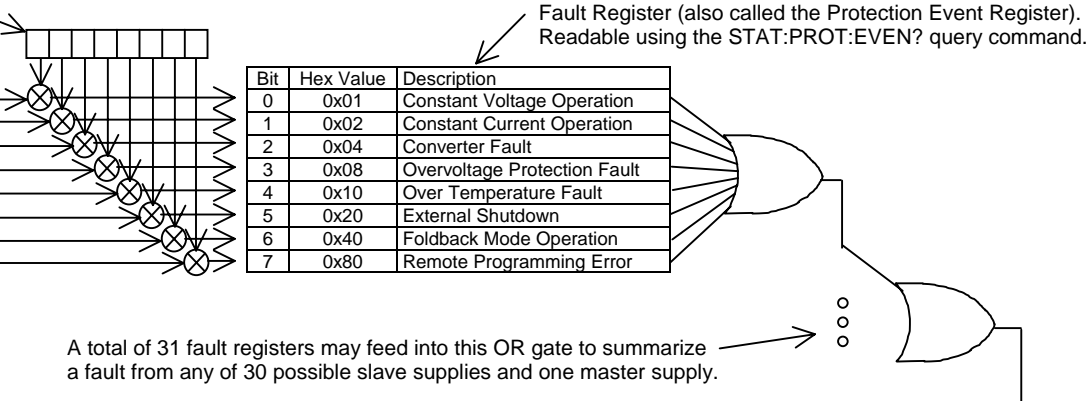 Fault Register (also called the Protection Event Register).
Readable using the STAT:PROT:EVEN? query command.
Bit Hex Value Description
0 0x01 Constant Voltage Operation
1 0x02 Constant Current Operation
2 0x04 Converter Fault
3 0x08 Overvoltage Protection Fault
4 0x10 Over Temperature Fault
5 0x20 External Shutdown
6 0x40 Foldback Mode Operation
7 0x80 Remote Programming Error
A total of 31 fault registers may feed into this OR gate to summarize
a fault from any of 30 possible slave supplies and one master supply.